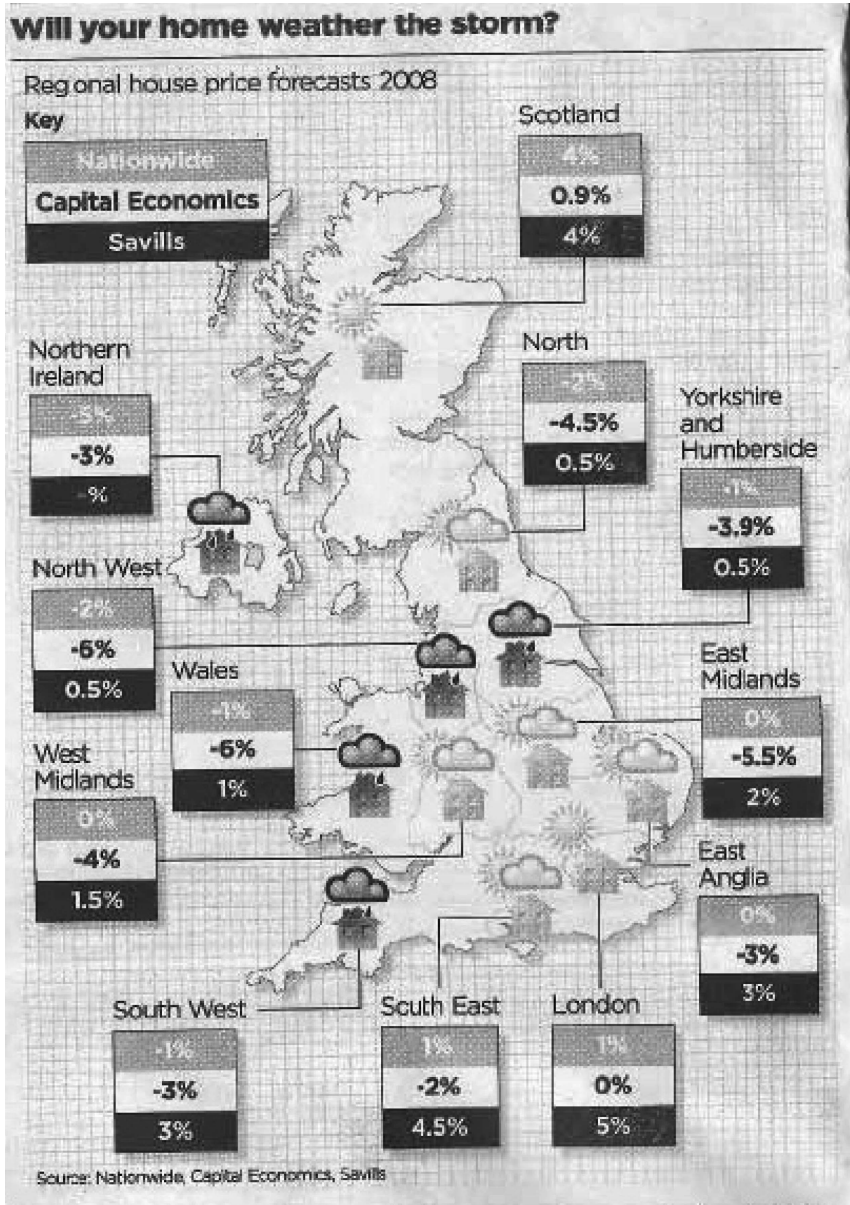 Will your home weather the storm?
Regional house price forecasts 2008
Key
Nationwide
Capital Economics
Savills
Scotland
4%
0.9%
4%
North
-2%
-4.5%
0.5%
Northern
Ireland
-5%
-3%
-%
Yorkshire
and
Humberside
-1%
-3.9%
0.5%
North West
-2%
-6%
0.5%
Wales
-1%
-6%
1%
East
Midlands
0%
-5.5%
2%
West
Midlands
0%
-4%
1.5%
East
Anglia
0%
-3%
3%
South West
-1%
-3%
3%
South East
1%
-2%
4.5%
London
1%
0%
5%
Source: Nationwide, Capital Economics, Savills